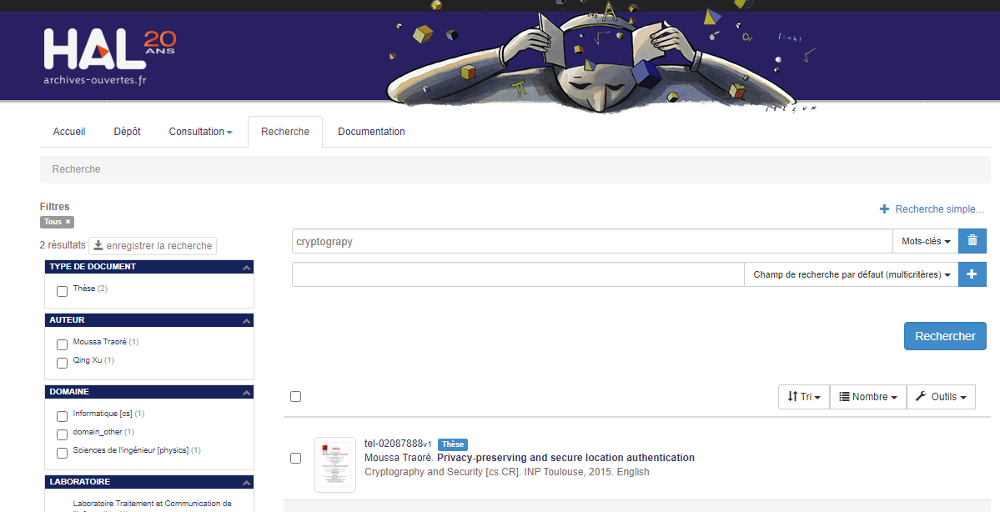 HAL 20 ANS
archives-ouvertes.fr
Accueil Dépôt Consultation Recherche Documentation
Recherche
Filtres
Tous ×
Recherche simple...
2 résultats enregistrer la recherche
cryptograpy Mots-clés
Champ de recherche par défaut (multicritères)
Rechercher
TYPE DE DOCUMENT
Thèse (2)
AUTEUR
Moussa Traoré (1)
Qing Xu (1)
DOMAINE
Informatique [cs] (1)
domain_other (1)
Sciences de l'ingénieur [physics] (1)
LABORATOIRE
Laboratoire Traitement et Communication de
Tri Nombre Outils
tel-02087888v1 Thèse
Moussa Traoré. Privacy-preserving and secure location authentication
Cryptography and Security [cs.CR]. INP Toulouse, 2015. English